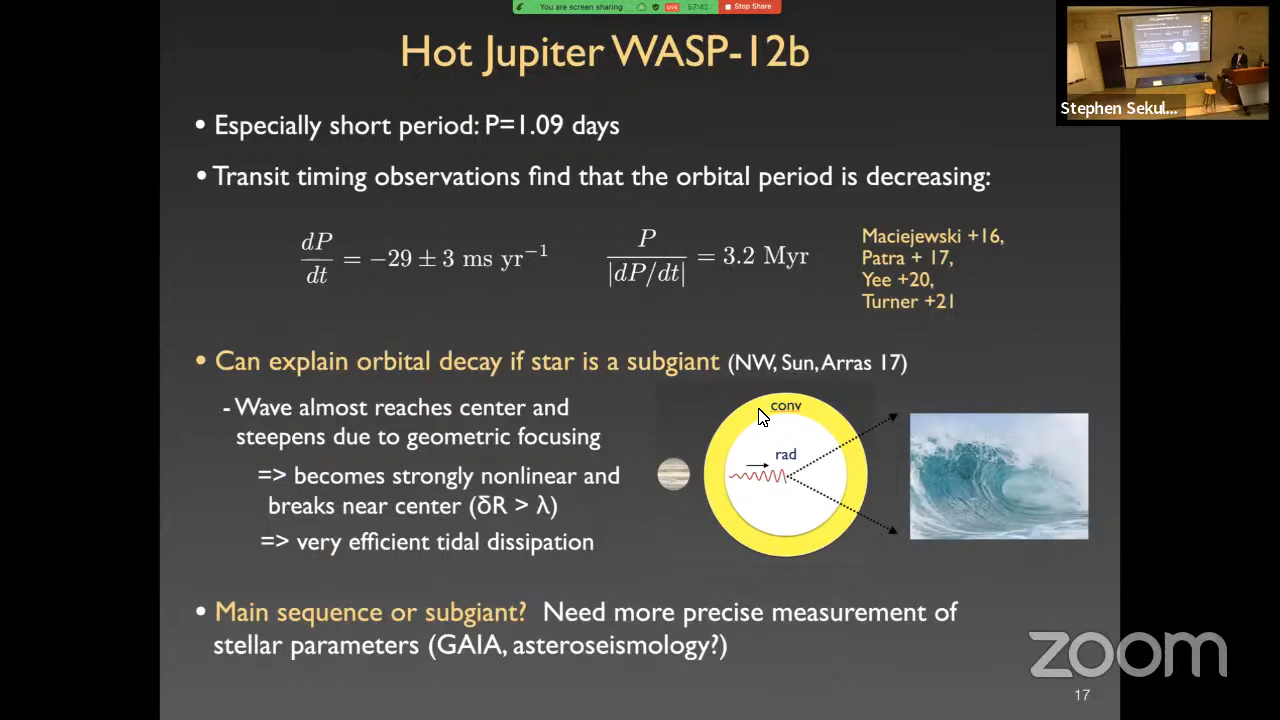 You are screen sharing
LIVE
Stop Share
Hot Jupiter WASP-12b
Stephen Sekul...
• Especially short period: P=1.09 days
• Transit timing observations find that the orbital period is decreasing:
dP/dt = −29 ± 3 ms yr⁻¹
P/|dP/dt| = 3.2 Myr
Maciejewski +16,
Patra + 17,
Yee +20,
Turner +21
• Can explain orbital decay if star is a subgiant (NW, Sun, Arras 17)
- Wave almost reaches center and
steepens due to geometric focusing
=> becomes strongly nonlinear and
breaks near center (δR > λ)
=> very efficient tidal dissipation
conv
rad
• Main sequence or subgiant? Need more precise measurement of
stellar parameters (GAIA, asteroseismology?)
zoom
17